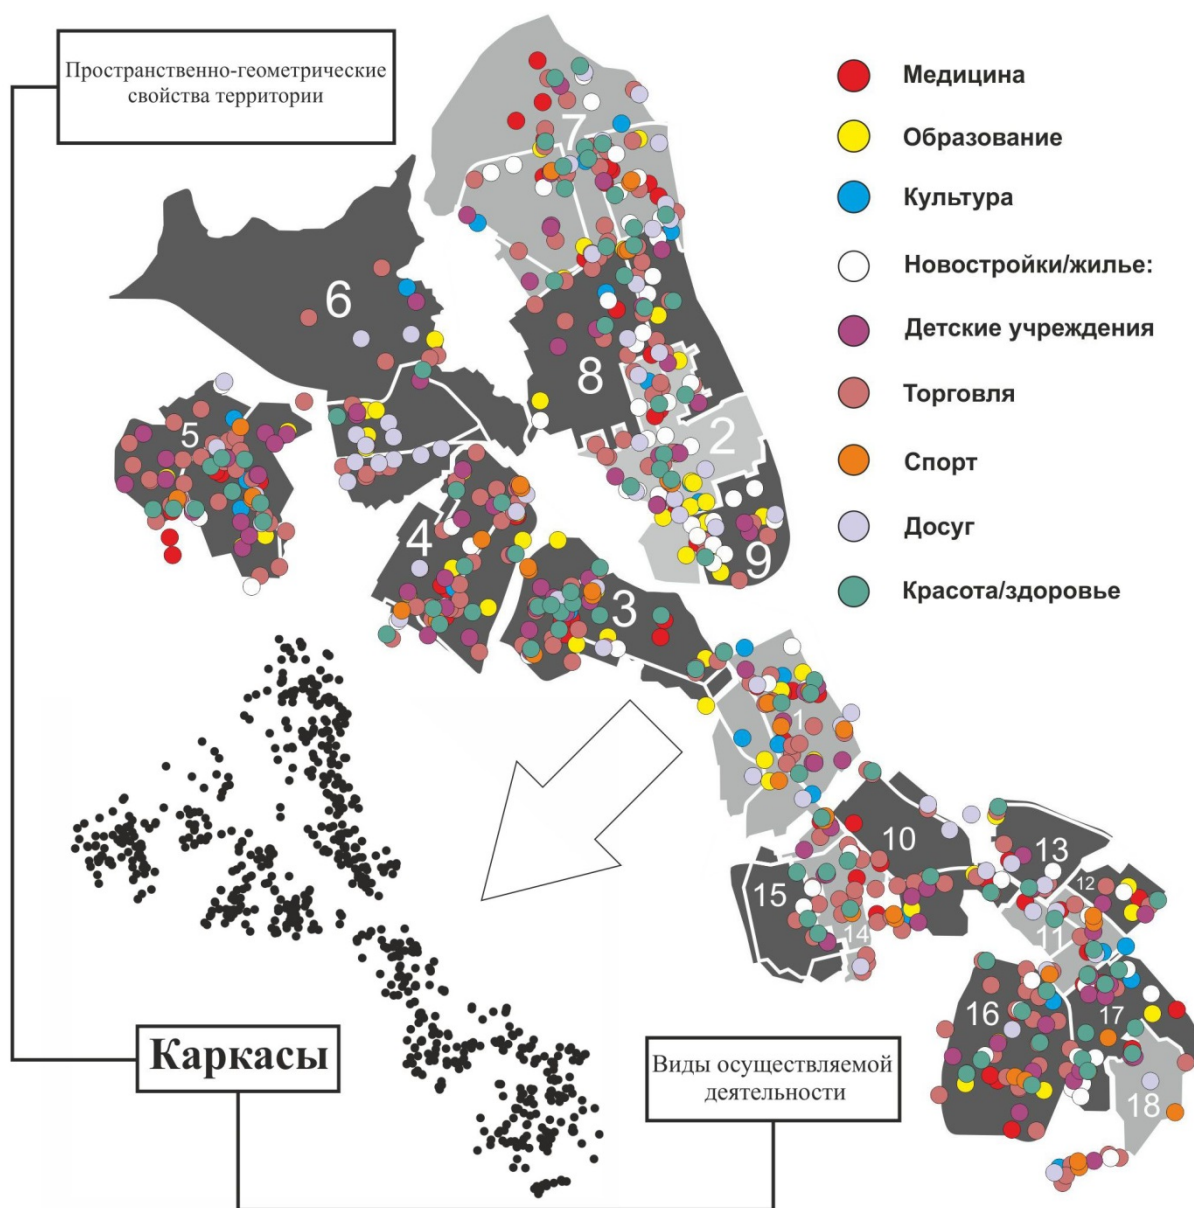 Пространственно-геометрические
свойства территории
Медицина
Образование
Культура
Новостройки/жилье:
Детские учреждения
Торговля
Спорт
Досуг
Красота/здоровье
7
6
8
5
2
4
9
3
1
10
13
15
12
14
11
16
17
18
Каркасы
Виды осуществляемой
деятельности